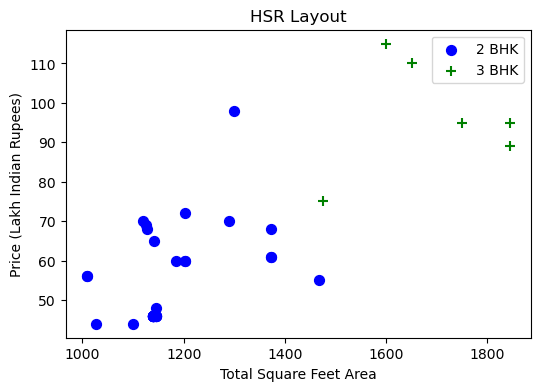 HSR Layout
2 BHK
3 BHK
110
100
90
80
70
60
50
Price (Lakh Indian Rupees)
1000 1200 1400 1600 1800
Total Square Feet Area